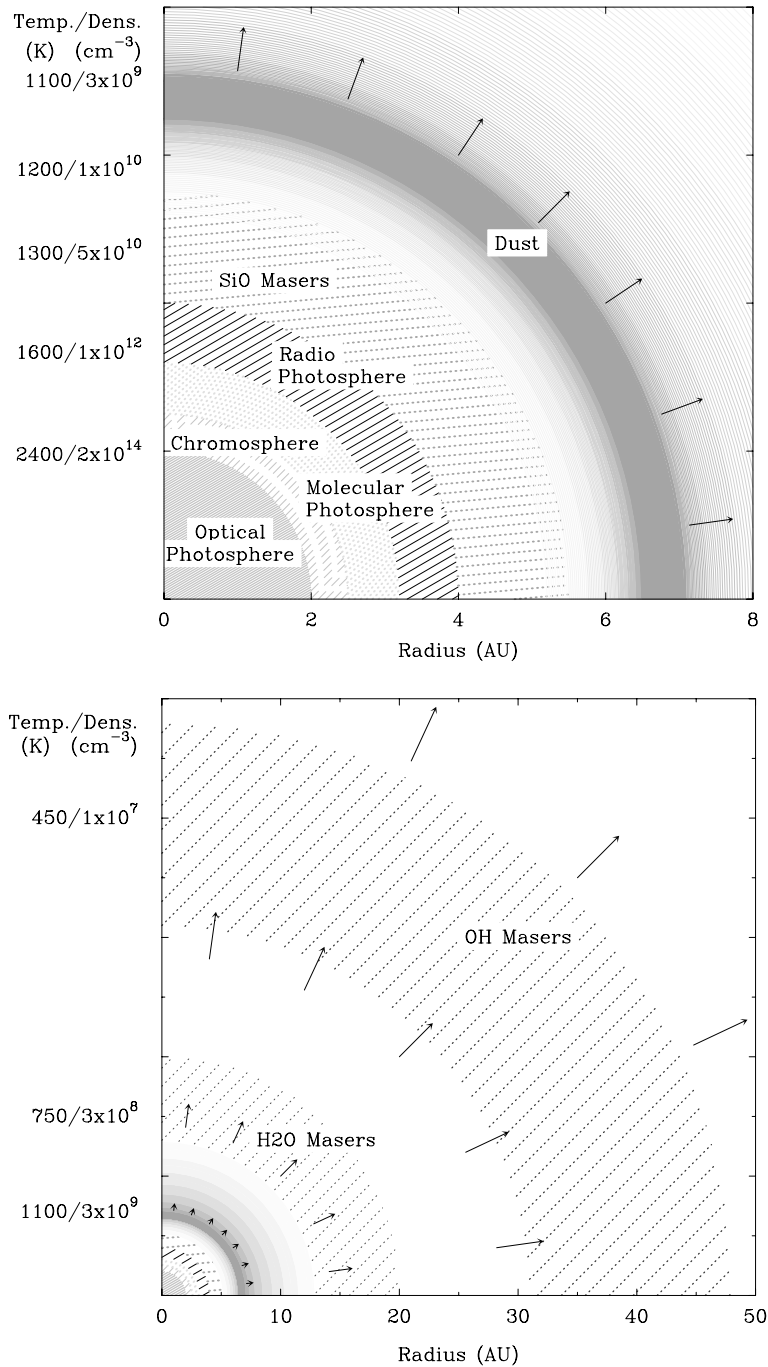 Temp./Dens.
(K) (cm⁻³)
1100/3x10⁹
1200/1x10¹⁰
1300/5x10¹⁰
1600/1x10¹²
2400/2x10¹⁴
Dust
SiO Masers
Radio
Photosphere
Chromosphere
Molecular
Photosphere
Optical
Photosphere
0 2 4 6 8
Radius (AU)
Temp./Dens.
(K) (cm⁻³)
450/1x10⁷
750/3x10⁸
1100/3x10⁹
OH Masers
H2O Masers
0 10 20 30 40 50
Radius (AU)